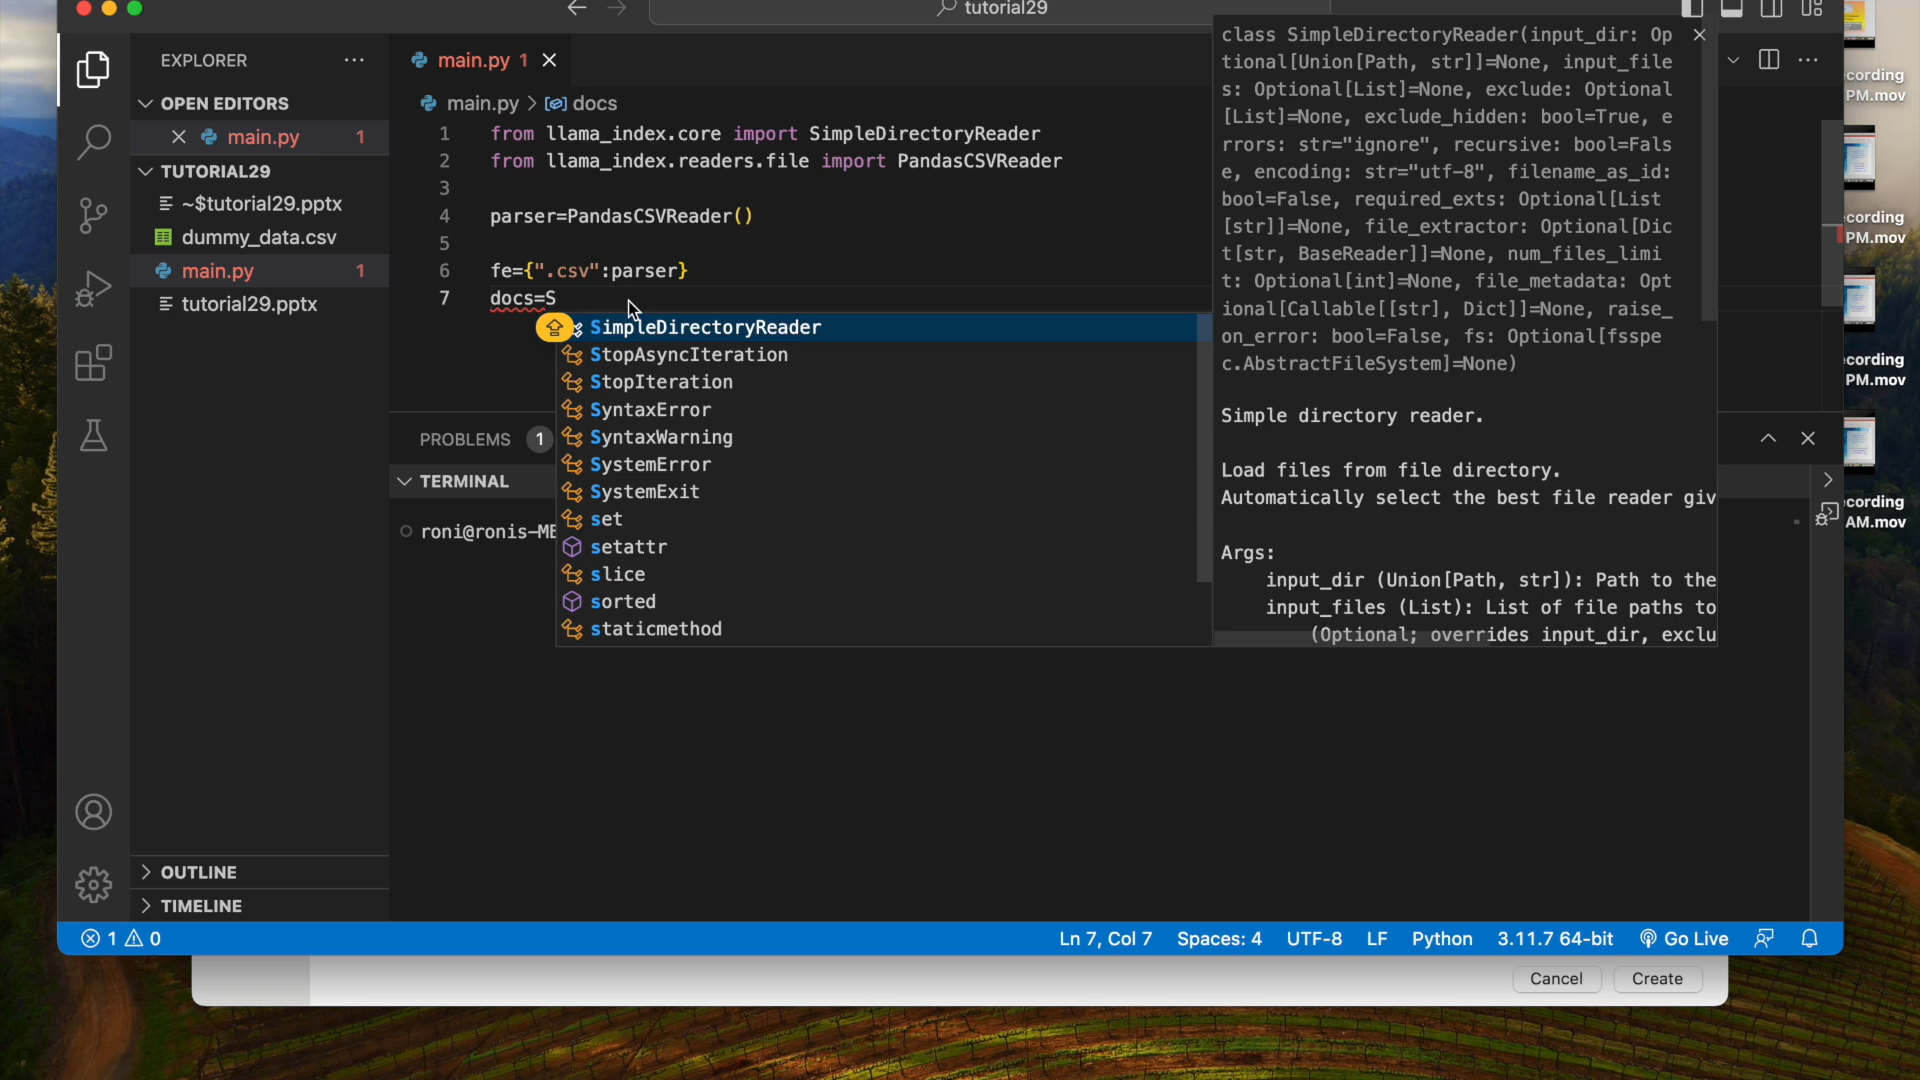 tutorial29
EXPLORER
OPEN EDITORS
main.py 1
TUTORIAL29
~$tutorial29.pptx
dummy_data.csv
main.py 1
tutorial29.pptx
OUTLINE
TIMELINE
main.py 1
main.py > docs
1 from llama_index.core import SimpleDirectoryReader
2 from llama_index.readers.file import PandasCSVReader
3
4 parser=PandasCSVReader()
5
6 fe={".csv":parser}
7 docs=S
SimpleDirectoryReader
StopAsyncIteration
StopIteration
SyntaxError
SyntaxWarning
SystemError
SystemExit
set
setattr
slice
sorted
staticmethod
class SimpleDirectoryReader(input_dir: Op
tional[Union[Path, str]]=None, input_file
s: Optional[List]=None, exclude: Optional
[List]=None, exclude_hidden: bool=True, e
rrors: str="ignore", recursive: bool=Fals
e, encoding: str="utf-8", filename_as_id:
bool=False, required_exts: Optional[List
[str]]=None, file_extractor: Optional[Dic
t[str, BaseReader]]=None, num_files_limi
t: Optional[int]=None, file_metadata: Opt
ional[Callable[[str], Dict]]=None, raise_
on_error: bool=False, fs: Optional[fsspe
c.AbstractFileSystem]=None)
Simple directory reader.
Load files from file directory.
Automatically select the best file reader giv
Args:
input_dir (Union[Path, str]): Path to the
input_files (List): List of file paths to
(Optional; overrides input_dir, exclu
PROBLEMS 1
TERMINAL
roni@ronis-MB
1 0
Ln 7, Col 7
Spaces: 4
UTF-8
LF
Python
3.11.7 64-bit
Go Live
Cancel
Create
cording
PM.mov
cording
PM.mov
cording
PM.mov
cording
AM.mov